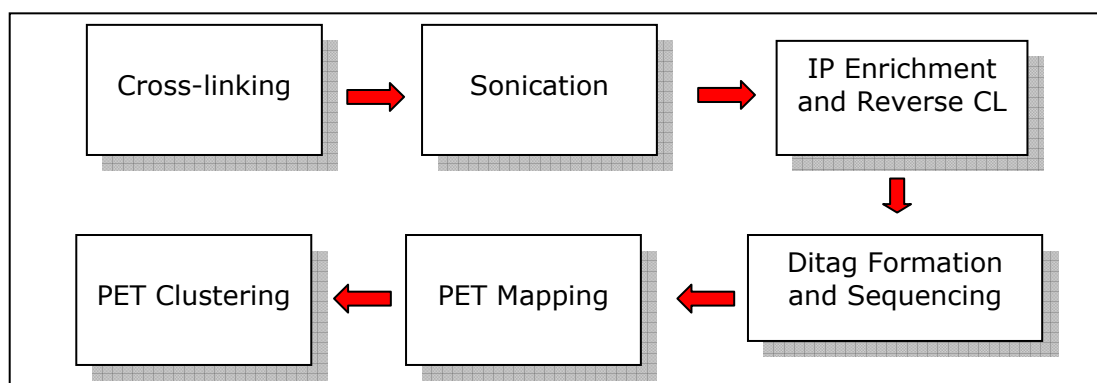 Cross-linking
Sonication
IP Enrichment
and Reverse CL
Ditag Formation
and Sequencing
PET Mapping
PET Clustering